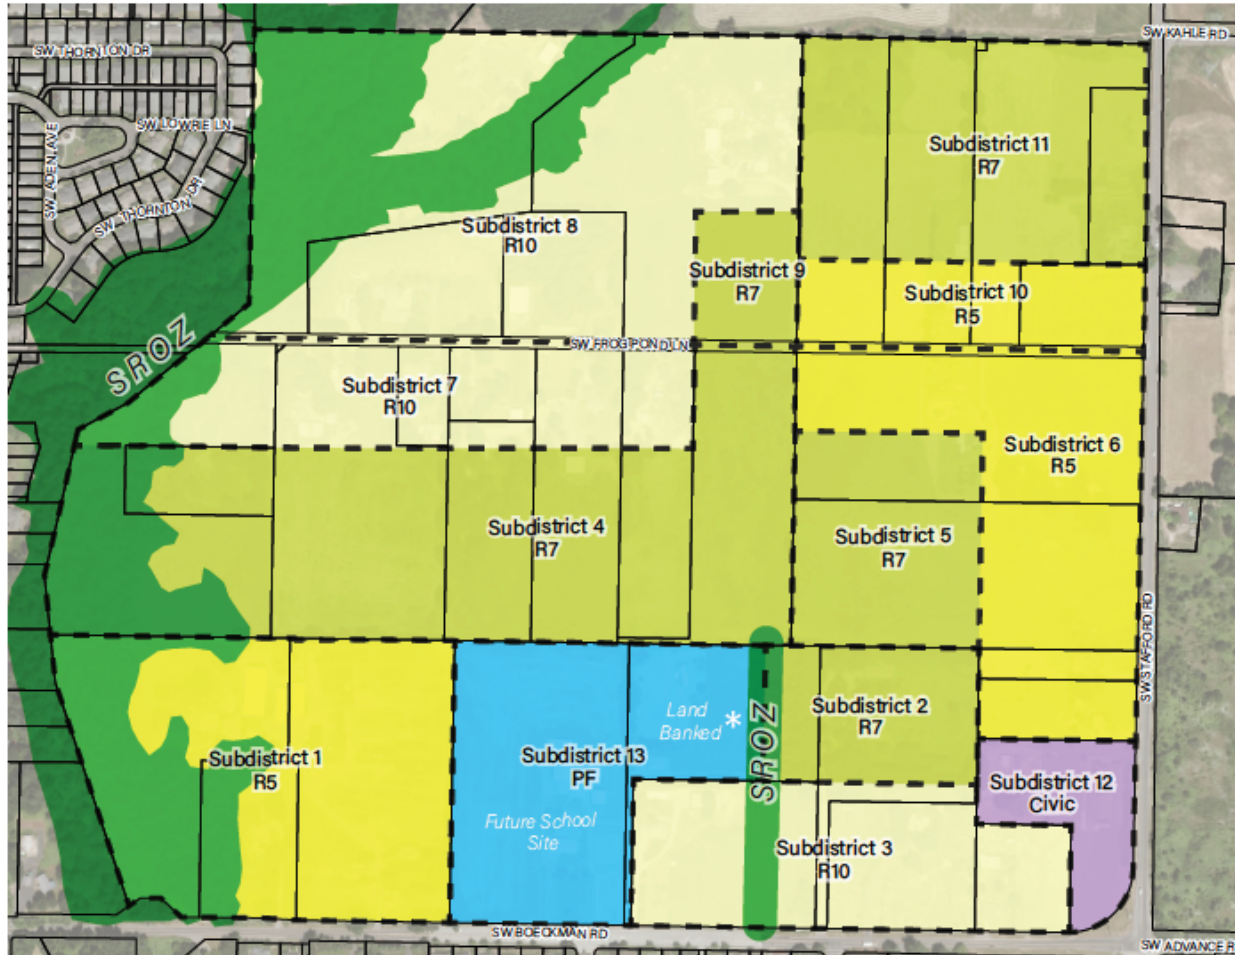 SW KAHLE RD
SW THORNTON DR
SW LOWRIE LN
SW ADEN AVE
SW THORNTON DR
Subdistrict 11
R7
Subdistrict 8
R10
Subdistrict 9
R7
Subdistrict 10
R5
SROZ
SW FROG POND LN
Subdistrict 7
R10
Subdistrict 6
R5
Subdistrict 4
R7
Subdistrict 5
R7
SW STAFFORD RD
Land
Banked *
Subdistrict 2
R7
SROZ
Subdistrict 1
R5
Subdistrict 13
PF
Subdistrict 12
Civic
Future School
Site
Subdistrict 3
R10
SW BOECKMAN RD
SW ADVANCE R